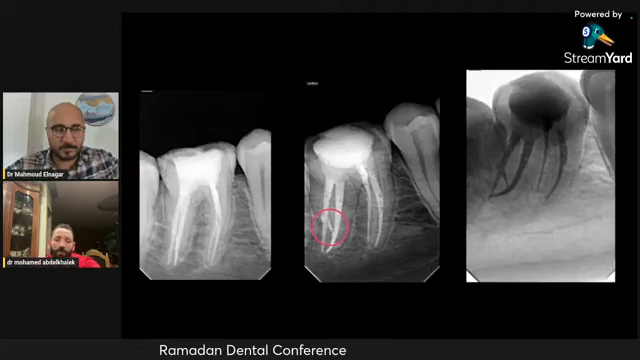 Powered by
StreamYard
Dr Mahmoud Elnagar
dr mohamed abdelkhalek
Ramadan Dental Conference